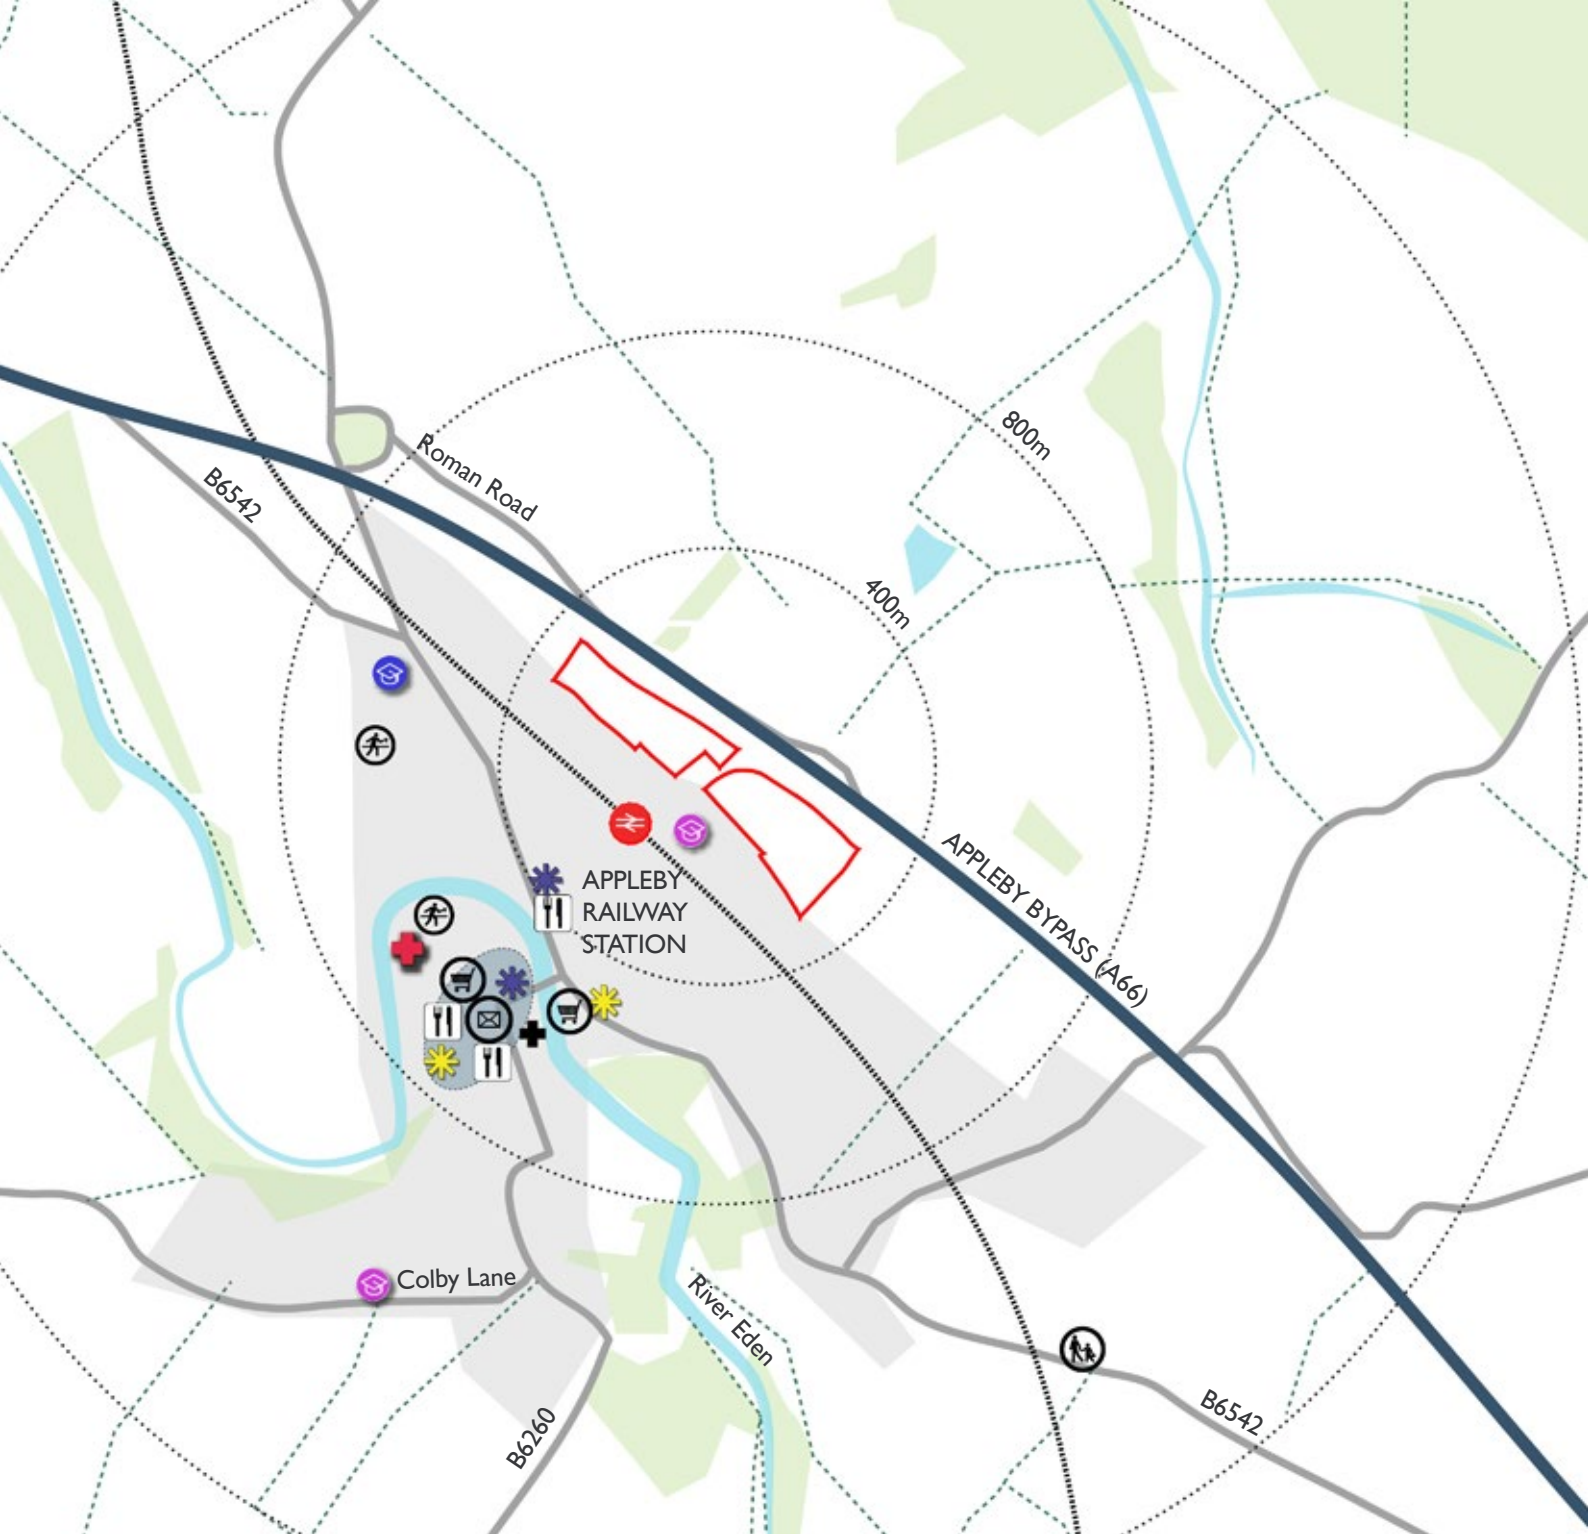 800m
Roman Road
B6542
400m
APPLEBY BYPASS (A66)
APPLEBY
RAILWAY
STATION
Colby Lane
River Eden
B6260
B6542